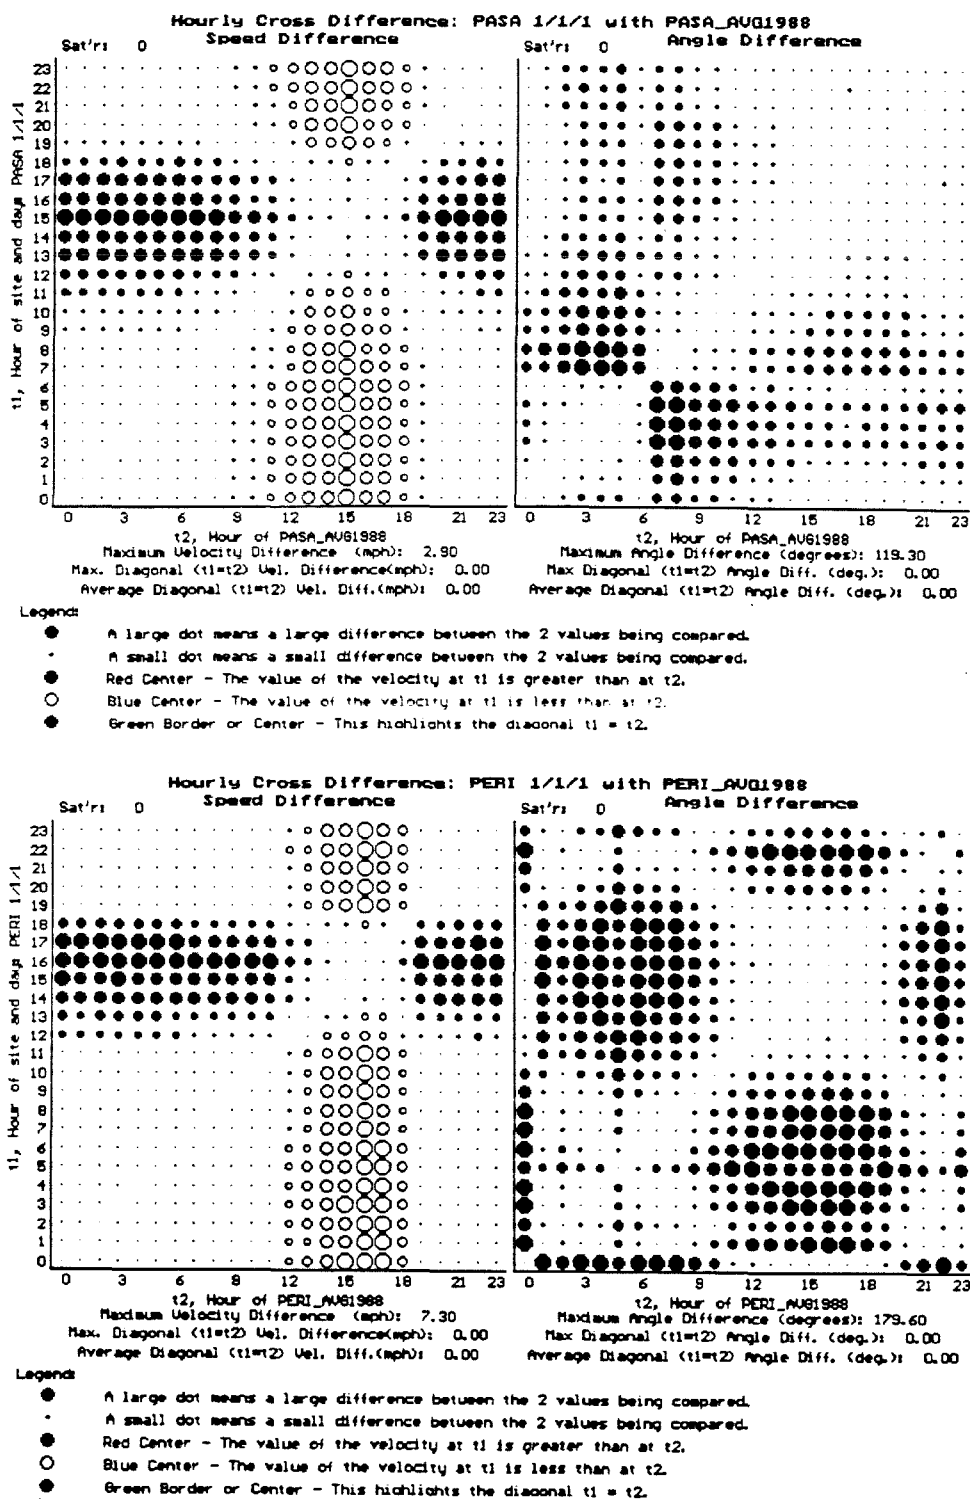 Hourly Cross Difference: PASA 1/1/1 with PASA_AVG1988
Sat'r: 0 Speed Difference
Sat'r: 0 Angle Difference
t1, Hour of site and days PASA 1/1/1
23
22
21
20
19
18
17
16
15
14
13
12
11
10
9
8
7
6
5
4
3
2
1
0
0 3 6 9 12 15 18 21 23
0 3 6 9 12 15 18 21 23
t2, Hour of PASA_AVG1988
Maximum Velocity Difference (mph): 2.90
Max. Diagonal (t1=t2) Vel. Difference(mph): 0.00
Average Diagonal (t1=t2) Vel. Diff.(mph): 0.00
t2, Hour of PASA_AVG1988
Maximum Angle Difference (degrees): 119.30
Max Diagonal (t1=t2) Angle Diff. (deg.): 0.00
Average Diagonal (t1=t2) Angle Diff. (deg.): 0.00
Legend:
A large dot means a large difference between the 2 values being compared.
A small dot means a small difference between the 2 values being compared.
Red Center - The value of the velocity at t1 is greater than at t2.
Blue Center - The value of the velocity at t1 is less than at t2.
Green Border or Center - This highlights the diagonal t1 = t2.
Hourly Cross Difference: PERI 1/1/1 with PERI_AVG1988
Sat'r: 0 Speed Difference
Sat'r: 0 Angle Difference
t1, Hour of site and days PERI 1/1/1
23
22
21
20
19
18
17
16
15
14
13
12
11
10
9
8
7
6
5
4
3
2
1
0
0 3 6 9 12 15 18 21 23
0 3 6 9 12 15 18 21 23
t2, Hour of PERI_AVG1988
Maximum Velocity Difference (mph): 7.30
Max. Diagonal (t1=t2) Vel. Difference(mph): 0.00
Average Diagonal (t1=t2) Vel. Diff.(mph): 0.00
t2, Hour of PERI_AVG1988
Maximum Angle Difference (degrees): 179.60
Max Diagonal (t1=t2) Angle Diff. (deg.): 0.00
Average Diagonal (t1=t2) Angle Diff. (deg.): 0.00
Legend:
A large dot means a large difference between the 2 values being compared.
A small dot means a small difference between the 2 values being compared.
Red Center - The value of the velocity at t1 is greater than at t2.
Blue Center - The value of the velocity at t1 is less than at t2.
Green Border or Center - This highlights the diagonal t1 = t2.